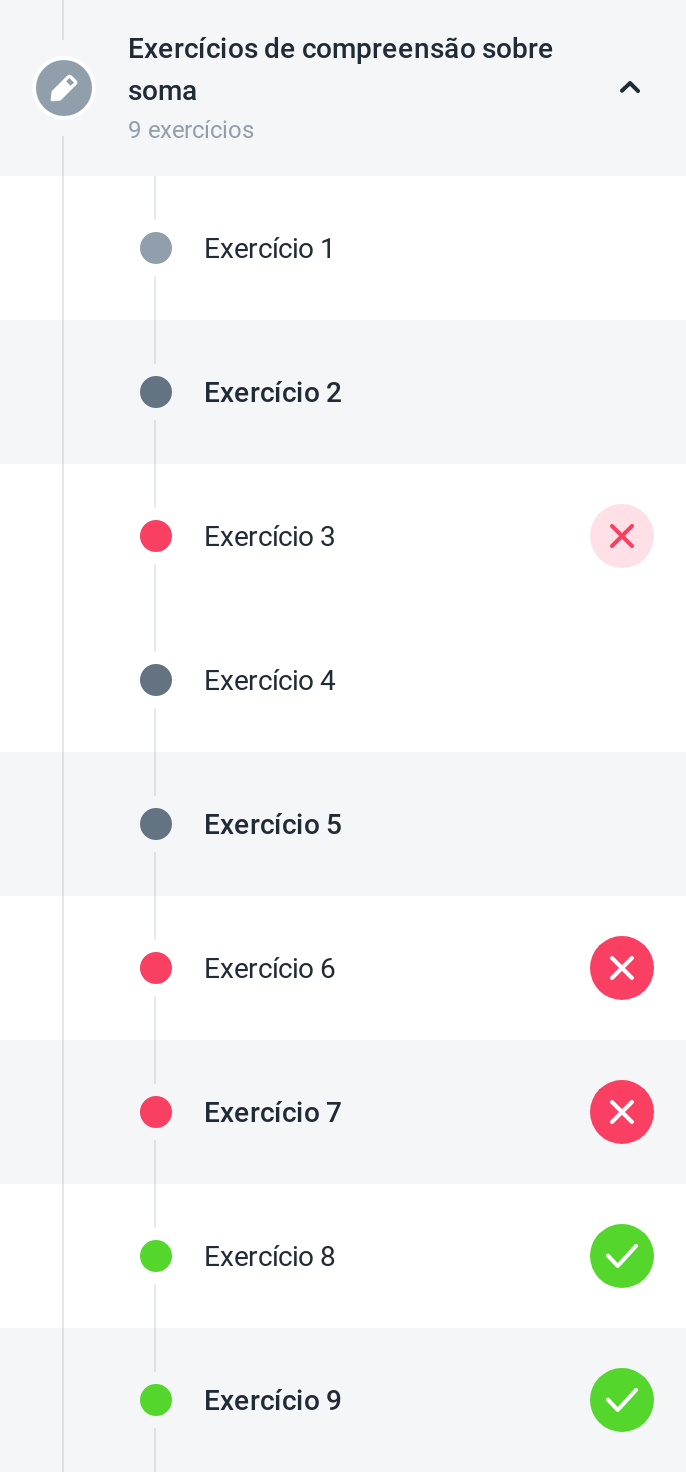 Exercícios de compreensão sobre
soma
9 exercícios
Exercício 1
Exercício 2
Exercício 3
Exercício 4
Exercício 5
Exercício 6
Exercício 7
Exercício 8
Exercício 9